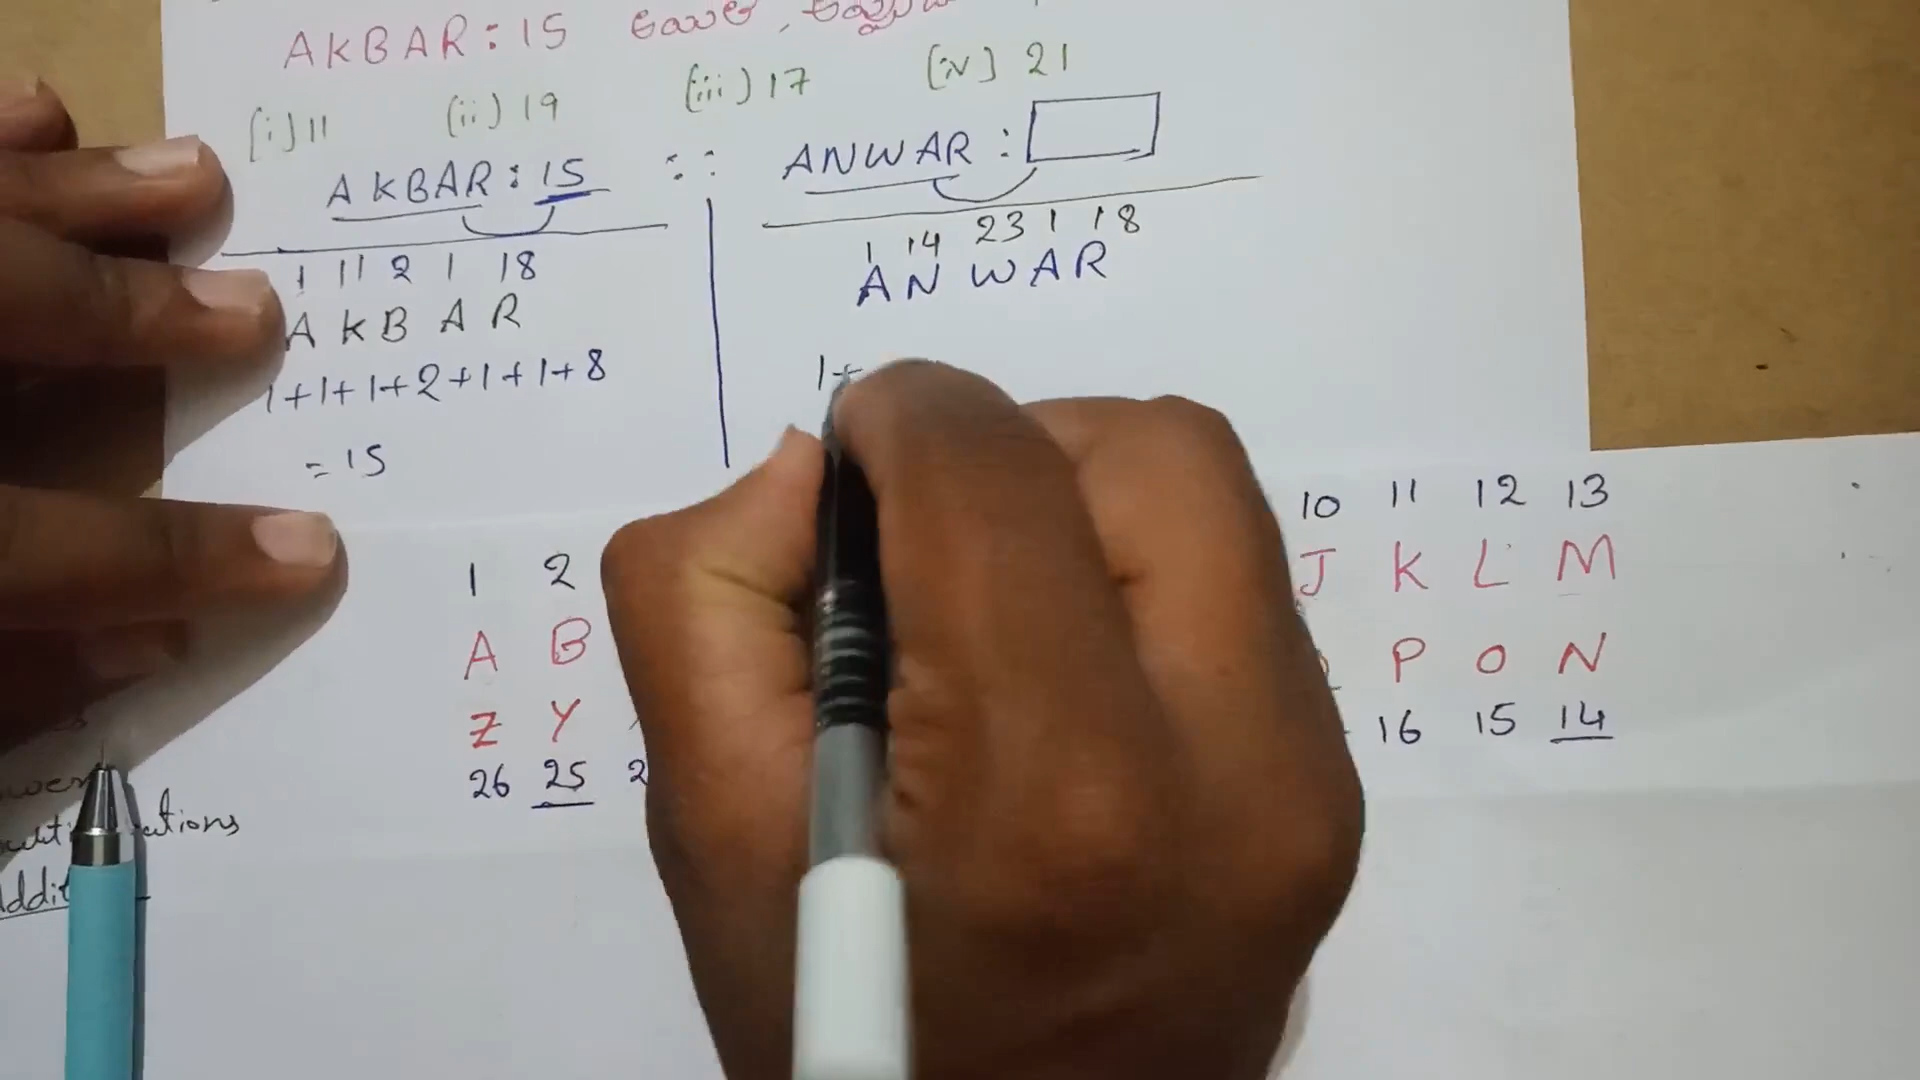 AKBAR : 15
(i) 11 (ii) 19 (iii) 17 (iv) 21
AKBAR : 15 :: ANWAR :
1 11 2 1 18
A K B A R
1+1+1+2+1+1+8
= 15
1 14 23 1 18
A N W A R
1+
1 2 10 11 12 13
A B J K L M
Z Y P O N
26 25 2 16 15 14